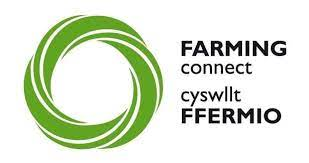 FARMING
connect
cyswllt
FFERMIO